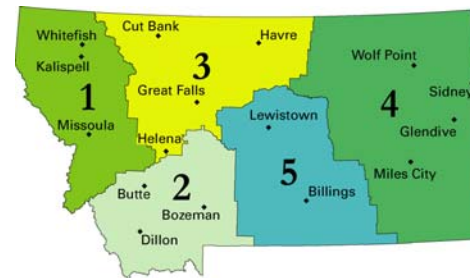 Cut Bank
Havre
Whitefish
Kalispell
3
Wolf Point
1
Great Falls
4
Sidney
Missoula
Lewistown
Glendive
Helena
Miles City
2
5
Butte
Billings
Bozeman
Dillon